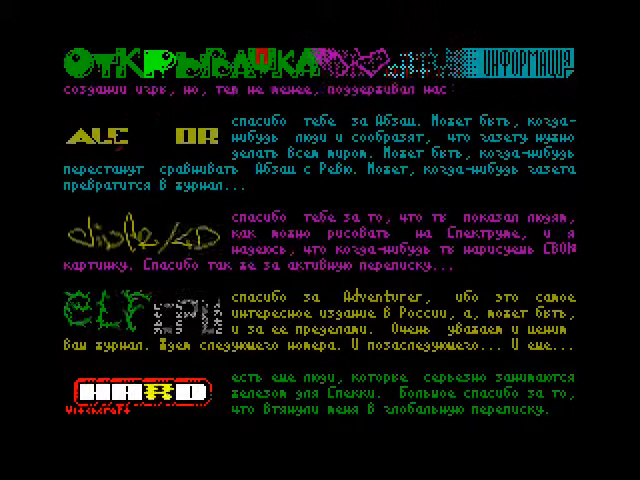 ОТКРЫВАЧКА ИНФОРМАШОР
создании игры, но, тем не менее, поддерживал нас
спасибо тебе за Абзац. Может быть, когда-
нибудь люди и сообразят, что газету нужно
делать всем миром. Может быть, когда-нибудь
перестанут сравнивать Абзац с Ревю. Может, когда-нибудь газета
превратится в журнал...
спасибо тебе за то, что ты показал людям,
как можно рисовать на Спектруме, и я
надеюсь, что когда-нибудь ты нарисуешь СВОЮ
картинку. Спасибо так же за активную переписку...
ELF
спасибо за Adventurer, ибо это самое
интересное издание в России, а, может быть,
и за ее пределами. Очень уважаем и ценим
ваш журнал. Ждем следующего номера. И позаследующего... И еще...
HARD
есть еще люди, которые серьезно занимаются
железом для Спекки. Большое спасибо за то,
что втянули меня в глобальную переписку.